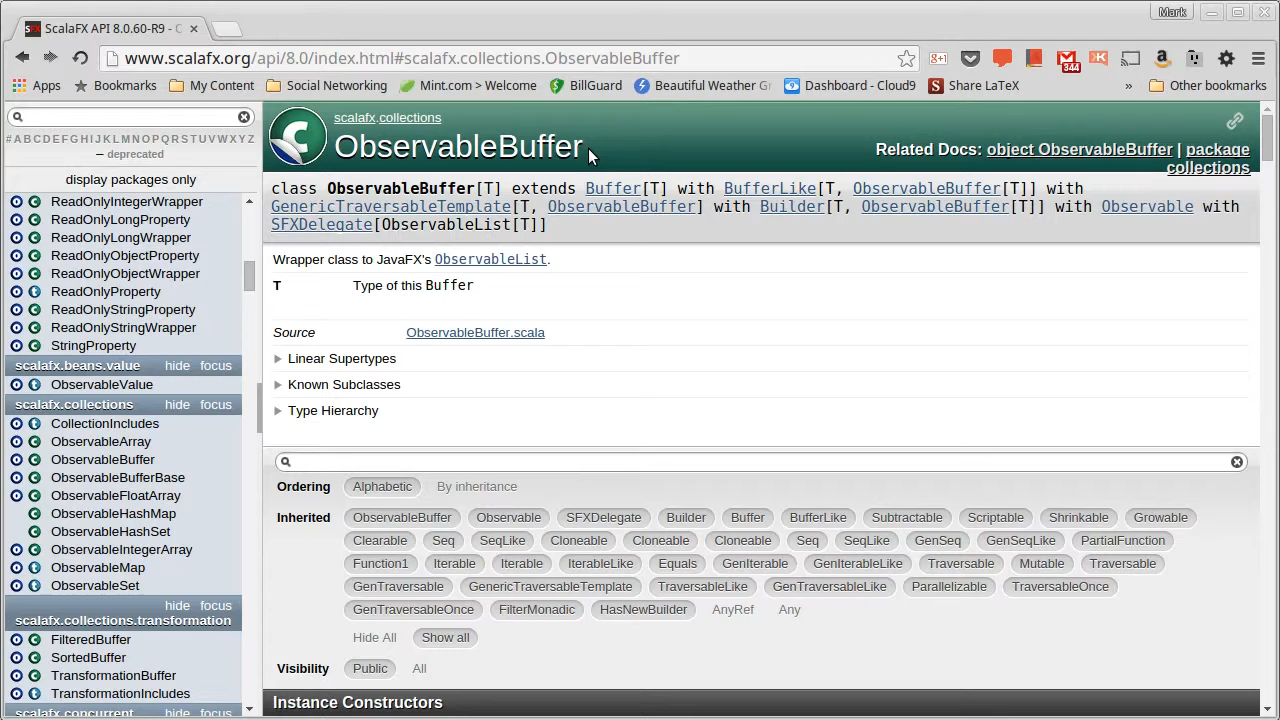 Mark
ScalaFX API 8.0.60-R9 - C
www.scalafx.org/api/8.0/index.html#scalafx.collections.ObservableBuffer
344
Apps Bookmarks My Content Social Networking Mint.com > Welcome BillGuard Beautiful Weather Gr Dashboard - Cloud9 Share LaTeX » Other bookmarks
#ABCDEFGHIJKLMNOPQRSTUVWXYZ
– deprecated
display packages only
ReadOnlyIntegerWrapper
ReadOnlyLongProperty
ReadOnlyLongWrapper
ReadOnlyObjectProperty
ReadOnlyObjectWrapper
ReadOnlyProperty
ReadOnlyStringProperty
ReadOnlyStringWrapper
StringProperty
scalafx.beans.value hide focus
ObservableValue
scalafx.collections hide focus
CollectionIncludes
ObservableArray
ObservableBuffer
ObservableBufferBase
ObservableFloatArray
ObservableHashMap
ObservableHashSet
ObservableIntegerArray
ObservableMap
ObservableSet
hide focus
scalafx.collections.transformation
FilteredBuffer
SortedBuffer
TransformationBuffer
TransformationIncludes
scalafx.concurrent hide focus
scalafx.collections
ObservableBuffer
Related Docs: object ObservableBuffer | package
collections
class ObservableBuffer[T] extends Buffer[T] with BufferLike[T, ObservableBuffer[T]] with
GenericTraversableTemplate[T, ObservableBuffer] with Builder[T, ObservableBuffer[T]] with Observable with
SFXDelegate[ObservableList[T]]
Wrapper class to JavaFX's ObservableList.
T Type of this Buffer
Source ObservableBuffer.scala
Linear Supertypes
Known Subclasses
Type Hierarchy
Ordering Alphabetic By inheritance
Inherited ObservableBuffer Observable SFXDelegate Builder Buffer BufferLike Subtractable Scriptable Shrinkable Growable
Clearable Seq SeqLike Cloneable Cloneable Cloneable Seq SeqLike GenSeq GenSeqLike PartialFunction
Function1 Iterable Iterable IterableLike Equals GenIterable GenIterableLike Traversable Mutable Traversable
GenTraversable GenericTraversableTemplate TraversableLike GenTraversableLike Parallelizable TraversableOnce
GenTraversableOnce FilterMonadic HasNewBuilder AnyRef Any
Hide All Show all
Visibility Public All
Instance Constructors